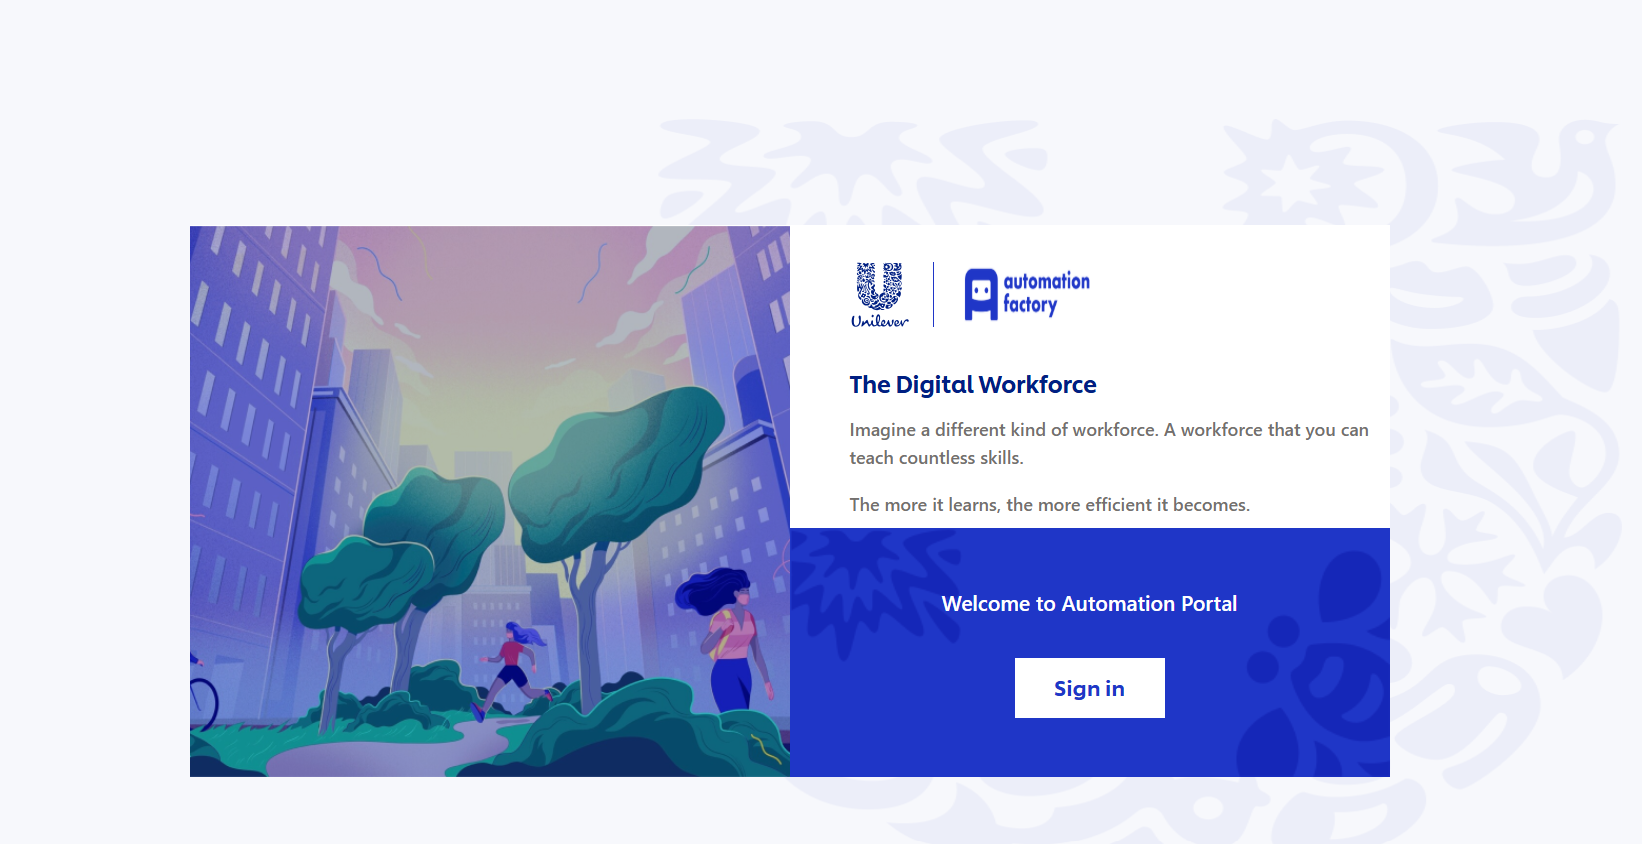 Unilever
automation
factory
The Digital Workforce
Imagine a different kind of workforce. A workforce that you can
teach countless skills.
The more it learns, the more efficient it becomes.
Welcome to Automation Portal
Sign in